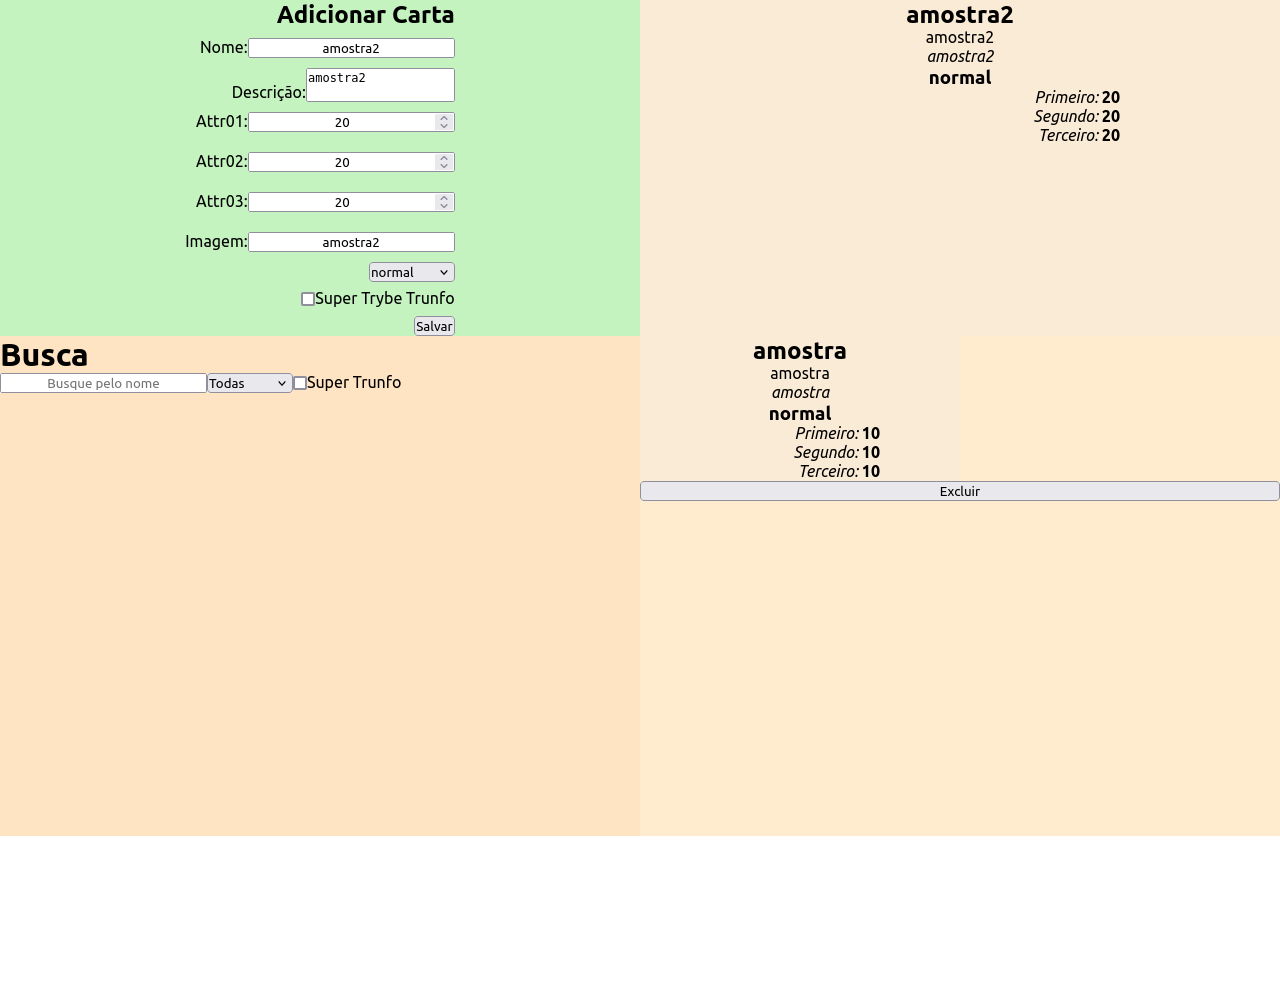 Adicionar Carta
Nome: amostra2
Descrição: amostra2
Attr01: 20
Attr02: 20
Attr03: 20
Imagem: amostra2
normal
Super Trybe Trunfo
Salvar
amostra2
amostra2
amostra2
normal
Primeiro: 20
Segundo: 20
Terceiro: 20
Busca
Busque pelo nome Todas Super Trunfo
amostra
amostra
amostra
normal
Primeiro: 10
Segundo: 10
Terceiro: 10
Excluir